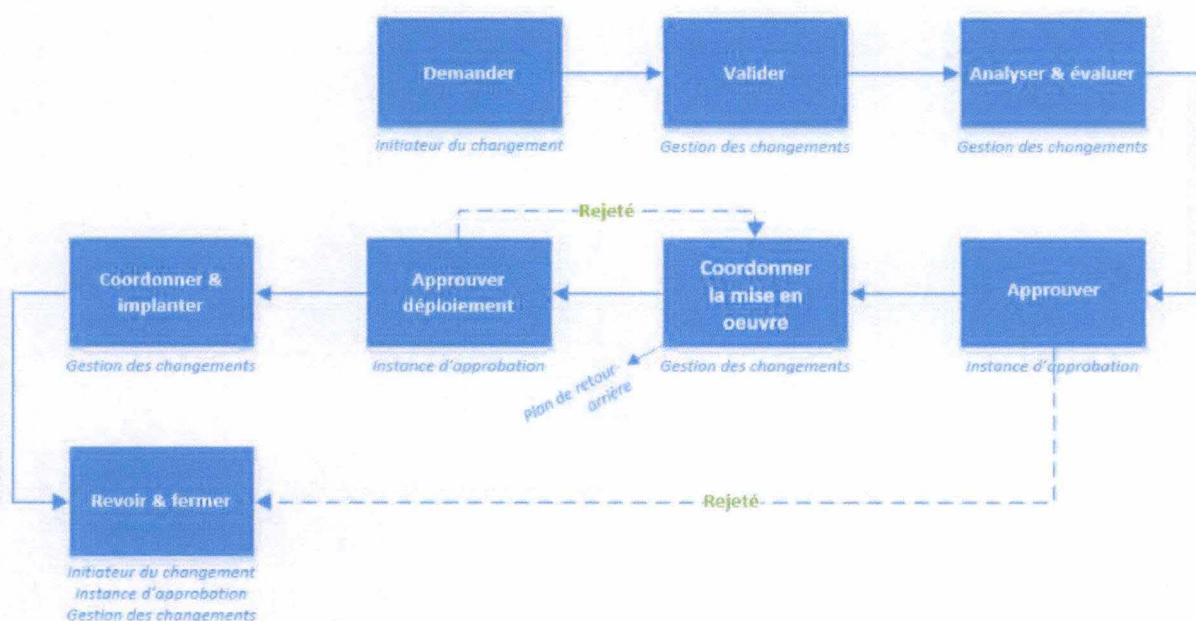 Demander
Valider
Analyser & évaluer
Initiateur du changement
Gestion des changements
Gestion des changements
Rejeté
Coordonner &
implanter
Approuver
déploiement
Coordonner
la mise en
oeuvre
Approuver
Gestion des changements
Instance d'approbation
Gestion des changements
Instance d'approbation
Plan de retour
arrière
Revoir & fermer
Rejeté
Initiateur du changement
Instance d'approbation
Gestion des changements